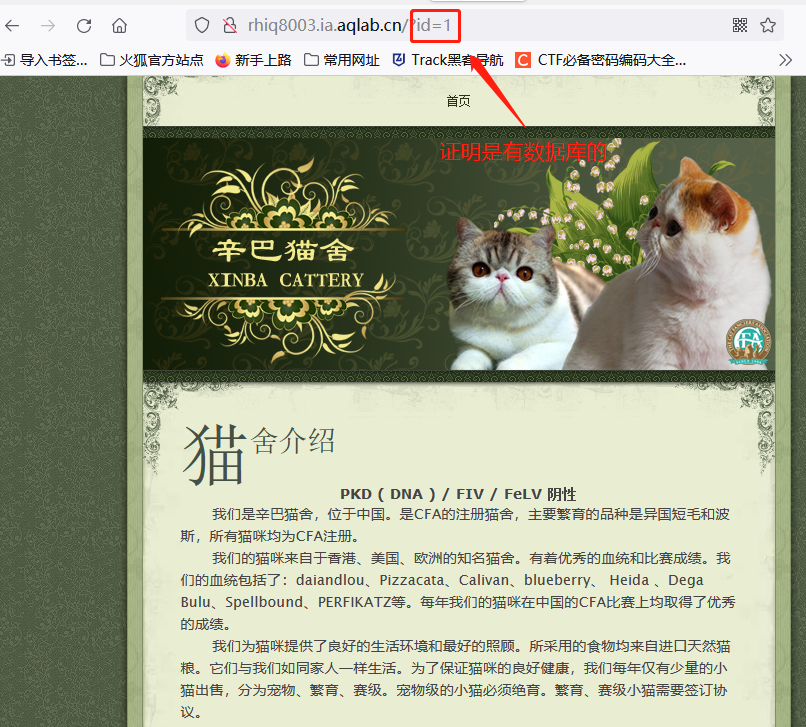 rhiq8003.ia.aqlab.cn/?id=1
导入书签... 火狐官方站点 新手上路 常用网址 Track黑客导航 CTF必备密码编码大全...
首页
证明是有数据库的
辛巴猫舍
XINBA CATTERY
CFA
猫舍介绍
PKD ( DNA ) / FIV / FeLV 阴性
我们是辛巴猫舍，位于中国。是CFA的注册猫舍，主要繁育的品种是异国短毛和波
斯，所有猫咪均为CFA注册。
我们的猫咪来自于香港、美国、欧洲的知名猫舍。有着优秀的血统和比赛成绩。我
们的血统包括了：daiandlou、Pizzacata、Calivan、blueberry、 Heida 、Dega
Bulu、Spellbound、PERFIKATZ等。每年我们的猫咪在中国的CFA比赛上均取得了优秀
的成绩。
我们为猫咪提供了良好的生活环境和最好的照顾。所采用的食物均来自进口天然猫
粮。它们与我们如同家人一样生活。为了保证猫咪的良好健康，我们每年仅有少量的小
猫出售，分为宠物、繁育、赛级。宠物级的小猫必须绝育。繁育、赛级小猫需要签订协
议。